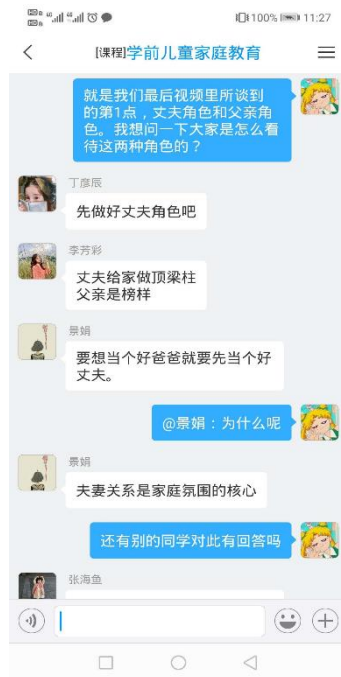 100% 11:27
[课程]学前儿童家庭教育
就是我们最后视频里所谈到
的第1点，丈夫角色和父亲角
色。我想问一下大家是怎么看
待这两种角色的？
丁彦辰
先做好丈夫角色吧
李芳彩
丈夫给家做顶梁柱
父亲是榜样
景娟
要想当个好爸爸就要先当个好
丈夫。
@景娟：为什么呢
景娟
夫妻关系是家庭氛围的核心
还有别的同学对此有回答吗
张海鱼